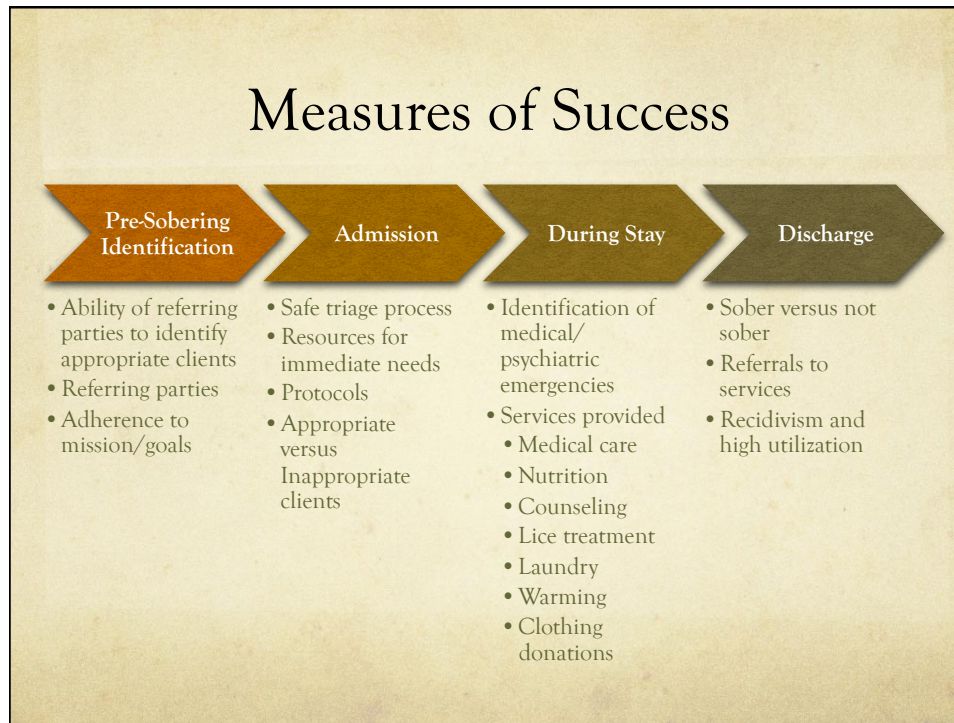 Measures of Success
Pre-Sobering
Identification
• Ability of referring
parties to identify
appropriate clients
• Referring parties
• Adherence to
mission/goals
Admission
• Safe triage process
• Resources for
immediate needs
• Protocols
• Appropriate
versus
Inappropriate
clients
During Stay
• Identification of
medical/
psychiatric
emergencies
• Services provided
• Medical care
• Nutrition
• Counseling
• Lice treatment
• Laundry
• Warming
• Clothing
donations
Discharge
• Sober versus not
sober
• Referrals to
services
• Recidivism and
high utilization